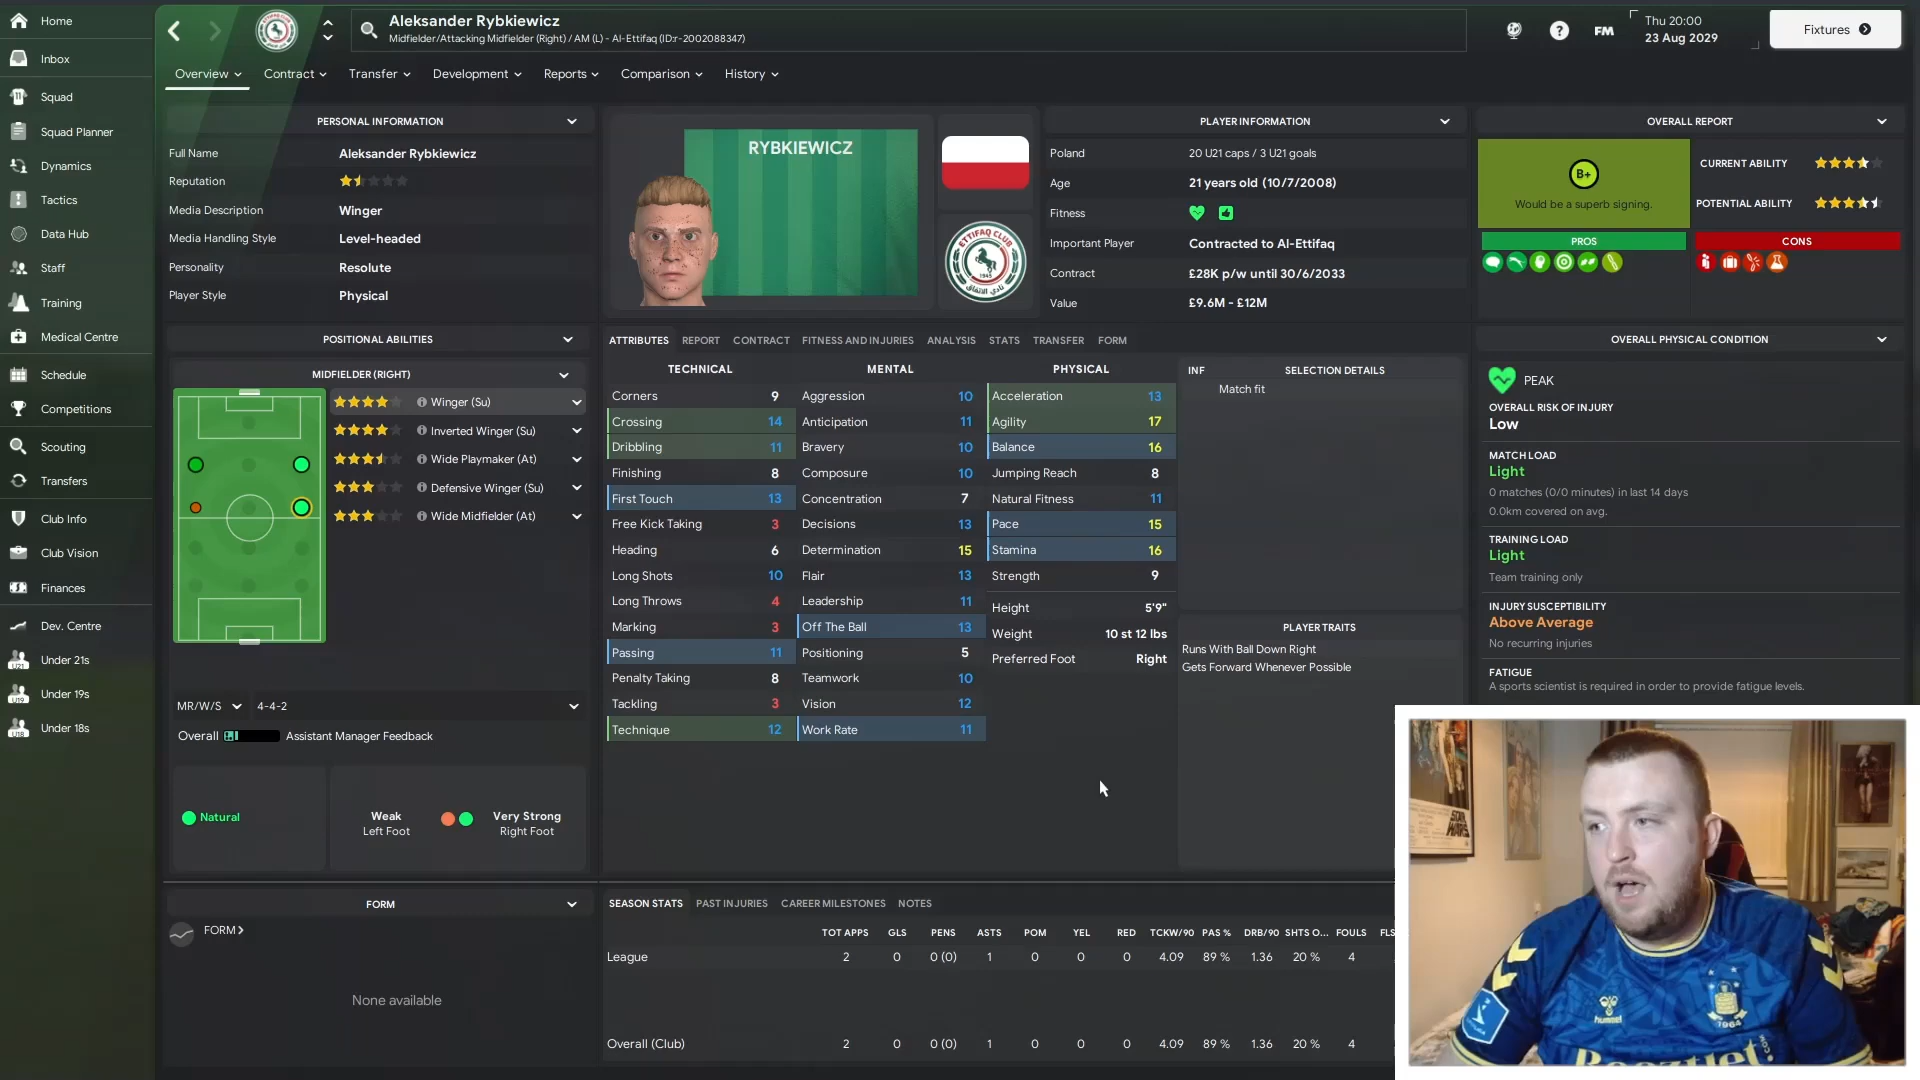 Home
Inbox
Squad
Squad Planner
Dynamics
Tactics
Data Hub
Staff
Training
Medical Centre
Schedule
Competitions
Scouting
Transfers
Club Info
Club Vision
Finances
Dev. Centre
Under 21s
Under 19s
Under 18s
Aleksander Rybkiewicz
Midfielder/Attacking Midfielder (Right) / AM (L) - Al-Ettifaq (ID:r-2002088347)
FM
Thu 20:00
23 Aug 2029
Fixtures
Overview Contract Transfer Development Reports Comparison History
PERSONAL INFORMATION
Full Name Aleksander Rybkiewicz
Reputation
Media Description Winger
Media Handling Style Level-headed
Personality Resolute
Player Style Physical
RYBKIEWICZ
ETTIFAQ CLUB
1945
PLAYER INFORMATION
Poland 20 U21 caps / 3 U21 goals
Age 21 years old (10/7/2008)
Fitness
Important Player Contracted to Al-Ettifaq
Contract £28K p/w until 30/6/2033
Value £9.6M - £12M
OVERALL REPORT
B+
Would be a superb signing.
CURRENT ABILITY
POTENTIAL ABILITY
PROS
CONS
POSITIONAL ABILITIES
MIDFIELDER (RIGHT)
Winger (Su)
Inverted Winger (Su)
Wide Playmaker (At)
Defensive Winger (Su)
Wide Midfielder (At)
MR/W/S 4-4-2
Overall Assistant Manager Feedback
Natural
Weak
Left Foot
Very Strong
Right Foot
ATTRIBUTES REPORT CONTRACT FITNESS AND INJURIES ANALYSIS STATS TRANSFER FORM
TECHNICAL
Corners 9
Crossing 14
Dribbling 11
Finishing 8
First Touch 13
Free Kick Taking 3
Heading 6
Long Shots 10
Long Throws 4
Marking 3
Passing 11
Penalty Taking 8
Tackling 3
Technique 12
MENTAL
Aggression 10
Anticipation 11
Bravery 10
Composure 10
Concentration 7
Decisions 13
Determination 15
Flair 13
Leadership 11
Off The Ball 13
Positioning 5
Teamwork 10
Vision 12
Work Rate 11
PHYSICAL
Acceleration 13
Agility 17
Balance 16
Jumping Reach 8
Natural Fitness 11
Pace 15
Stamina 16
Strength 9
Height 5'9"
Weight 10 st 12 lbs
Preferred Foot Right
INF SELECTION DETAILS
Match fit
PLAYER TRAITS
Runs With Ball Down Right
Gets Forward Whenever Possible
OVERALL PHYSICAL CONDITION
PEAK
OVERALL RISK OF INJURY
Low
MATCH LOAD
Light
0 matches (0/0 minutes) in last 14 days
0.0km covered on avg.
TRAINING LOAD
Light
Team training only
INJURY SUSCEPTIBILITY
Above Average
No recurring injuries
FATIGUE
A sports scientist is required in order to provide fatigue levels.
FORM
FORM
None available
SEASON STATS PAST INJURIES CAREER MILESTONES NOTES
TOT APPS GLS PENS ASTS POM YEL RED TCKW/90 PAS % DRB/90 SHTS O... FOULS FLS
League 2 0 0 (0) 1 0 0 0 4.09 89 % 1.36 20 % 4
Overall (Club) 2 0 0 (0) 1 0 0 0 4.09 89 % 1.36 20 % 4
STAR
WARS
hummel
1964